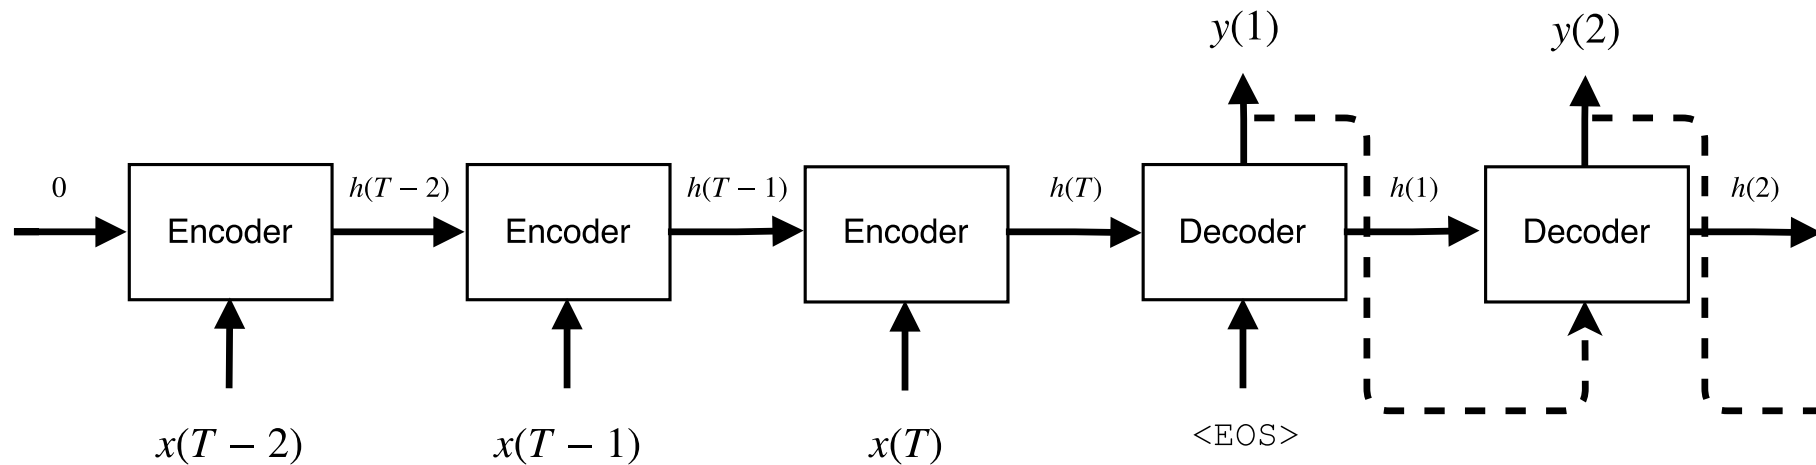 y(1)
y(2)
0
h(T − 2)
h(T − 1)
h(T)
h(1)
h(2)
Encoder
Encoder
Encoder
Decoder
Decoder
x(T − 2)
x(T − 1)
x(T)
<EOS>